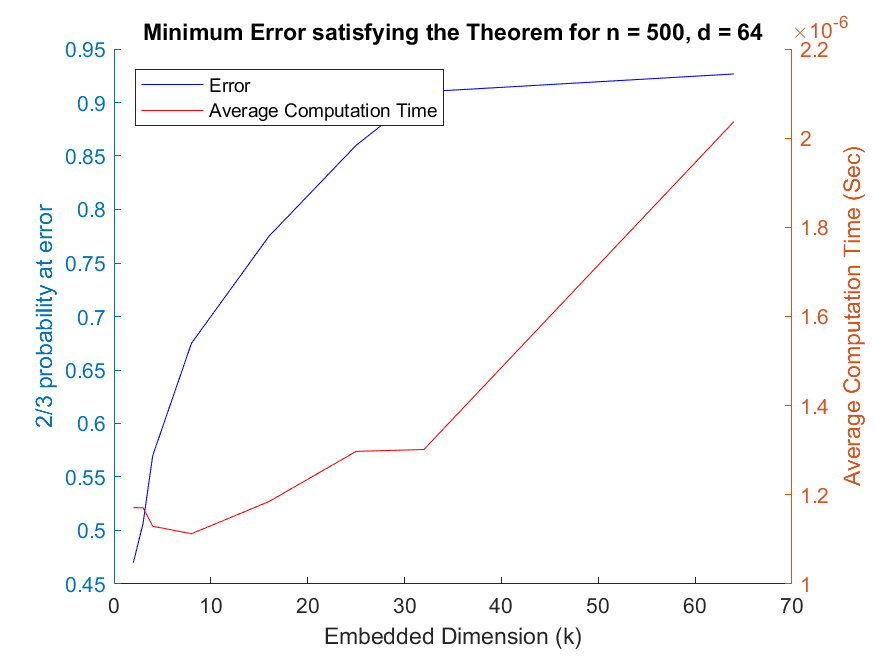 Minimum Error satisfying the Theorem for n = 500, d = 64
×10-6
Error
Average Computation Time
2/3 probability at error
0.95
0.9
0.85
0.8
0.75
0.7
0.65
0.6
0.55
0.5
0.45
2.2
2
1.8
1.6
1.4
1.2
1
Average Computation Time (Sec)
0 10 20 30 40 50 60 70
Embedded Dimension (k)